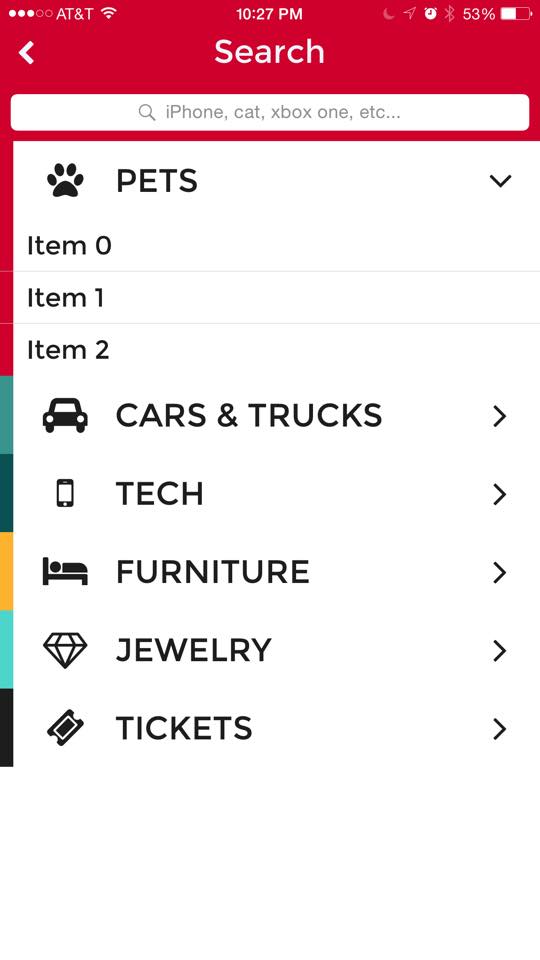 AT&T 10:27 PM 53%
Search
iPhone, cat, xbox one, etc...
PETS
Item 0
Item 1
Item 2
CARS & TRUCKS
TECH
FURNITURE
JEWELRY
TICKETS